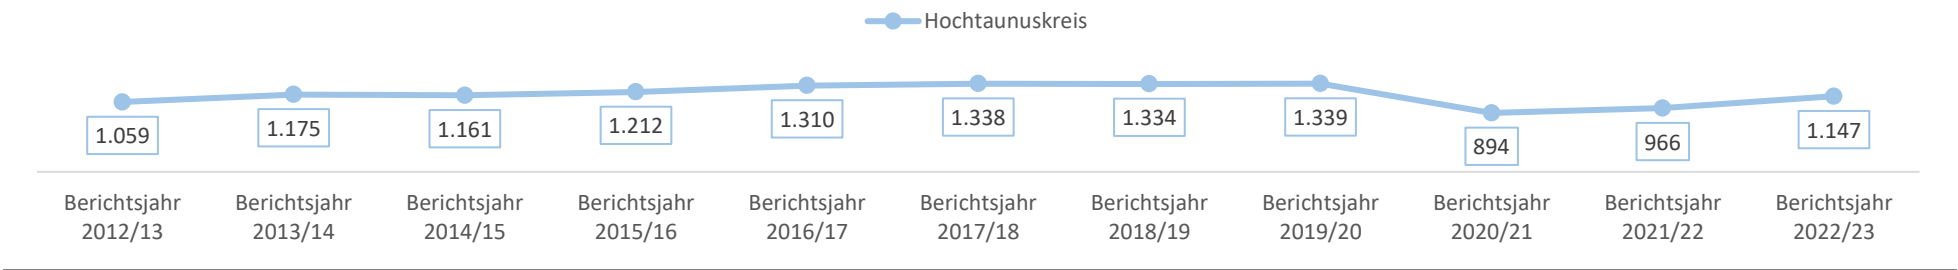 Hochtaunuskreis
1.059
1.175
1.161
1.212
1.310
1.338
1.334
1.339
894
966
1.147
Berichtsjahr
2012/13
Berichtsjahr
2013/14
Berichtsjahr
2014/15
Berichtsjahr
2015/16
Berichtsjahr
2016/17
Berichtsjahr
2017/18
Berichtsjahr
2018/19
Berichtsjahr
2019/20
Berichtsjahr
2020/21
Berichtsjahr
2021/22
Berichtsjahr
2022/23